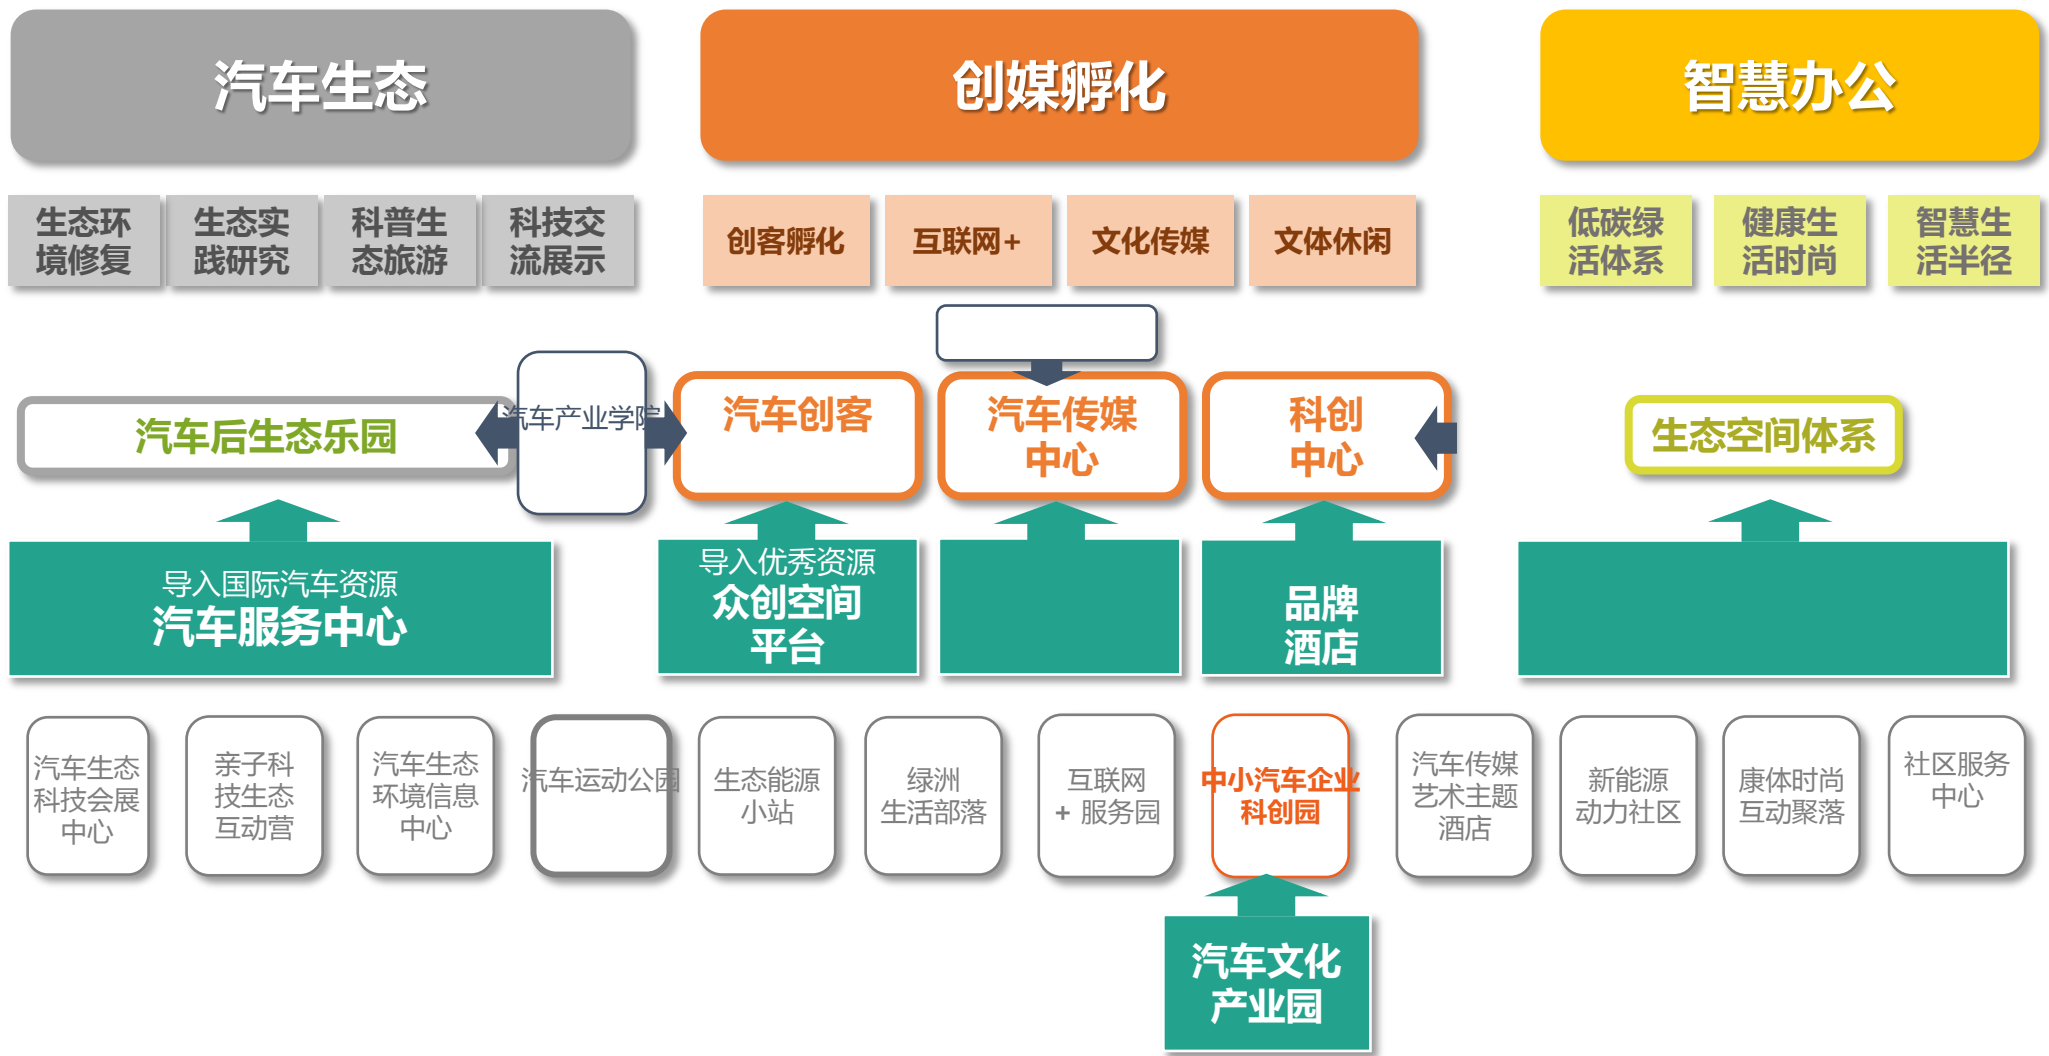 汽车生态
创媒孵化
智慧办公
生态环
境修复
生态实
践研究
科普生
态旅游
科技交
流展示
创客孵化
互联网+
文化传媒
文体休闲
低碳绿
活体系
健康生
活时尚
智慧生
活半径
汽车后生态乐园
汽车产业学院
汽车创客
汽车传媒
中心
科创
中心
生态空间体系
导入国际汽车资源
汽车服务中心
导入优秀资源
众创空间
平台
品牌
酒店
汽车生态
科技会展
中心
亲子科
技生态
互动营
汽车生态
环境信息
中心
汽车运动公园
生态能源
小站
绿洲
生活部落
互联网
+ 服务园
中小汽车企业
科创园
汽车传媒
艺术主题
酒店
新能源
动力社区
康体时尚
互动聚落
社区服务
中心
汽车文化
产业园